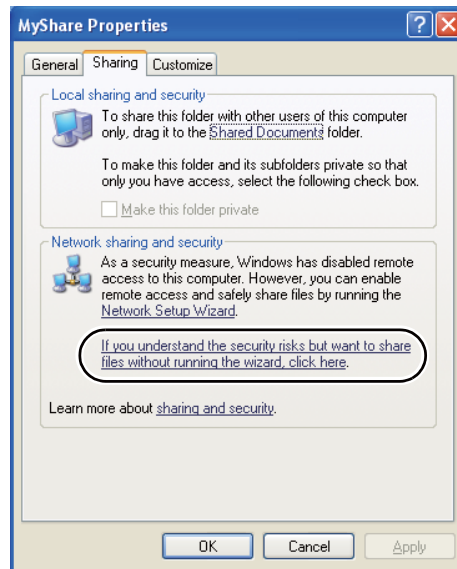 MyShare Properties
General Sharing Customize
Local sharing and security
To share this folder with other users of this computer
only, drag it to the Shared Documents folder.
To make this folder and its subfolders private so that
only you have access, select the following check box.
Make this folder private
Network sharing and security
As a security measure, Windows has disabled remote
access to this computer. However, you can enable
remote access and safely share files by running the
Network Setup Wizard.
If you understand the security risks but want to share
files without running the wizard, click here.
Learn more about sharing and security.
OK Cancel Apply